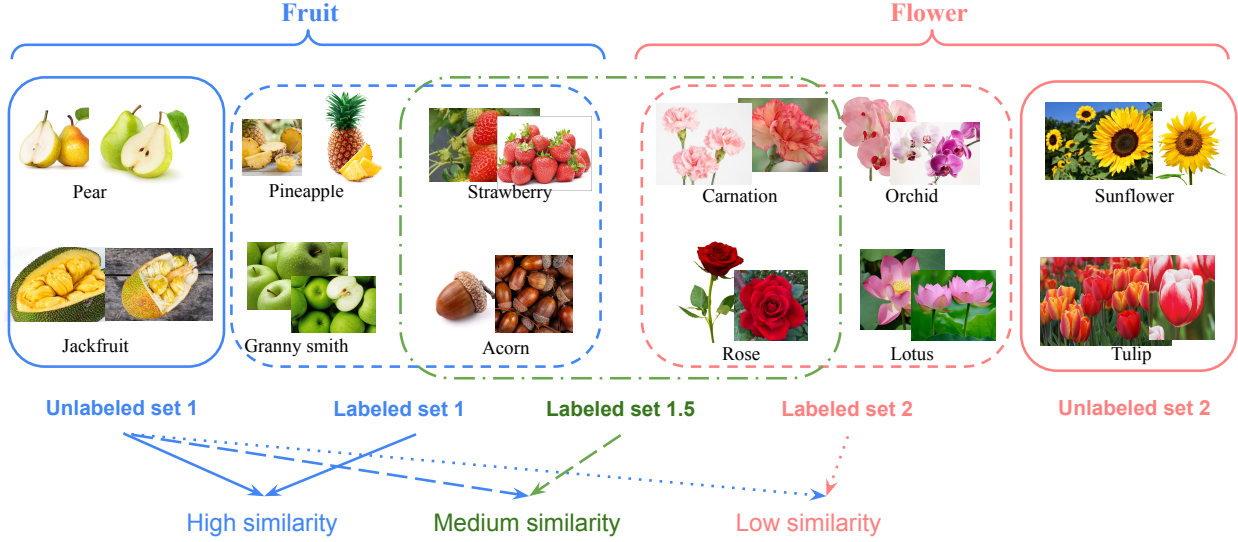 Fruit
Flower
Pear
Pineapple
Strawberry
Carnation
Orchid
Sunflower
Jackfruit
Granny smith
Acorn
Rose
Lotus
Tulip
Unlabeled set 1
Labeled set 1
Labeled set 1.5
Labeled set 2
Unlabeled set 2
High similarity
Medium similarity
Low similarity